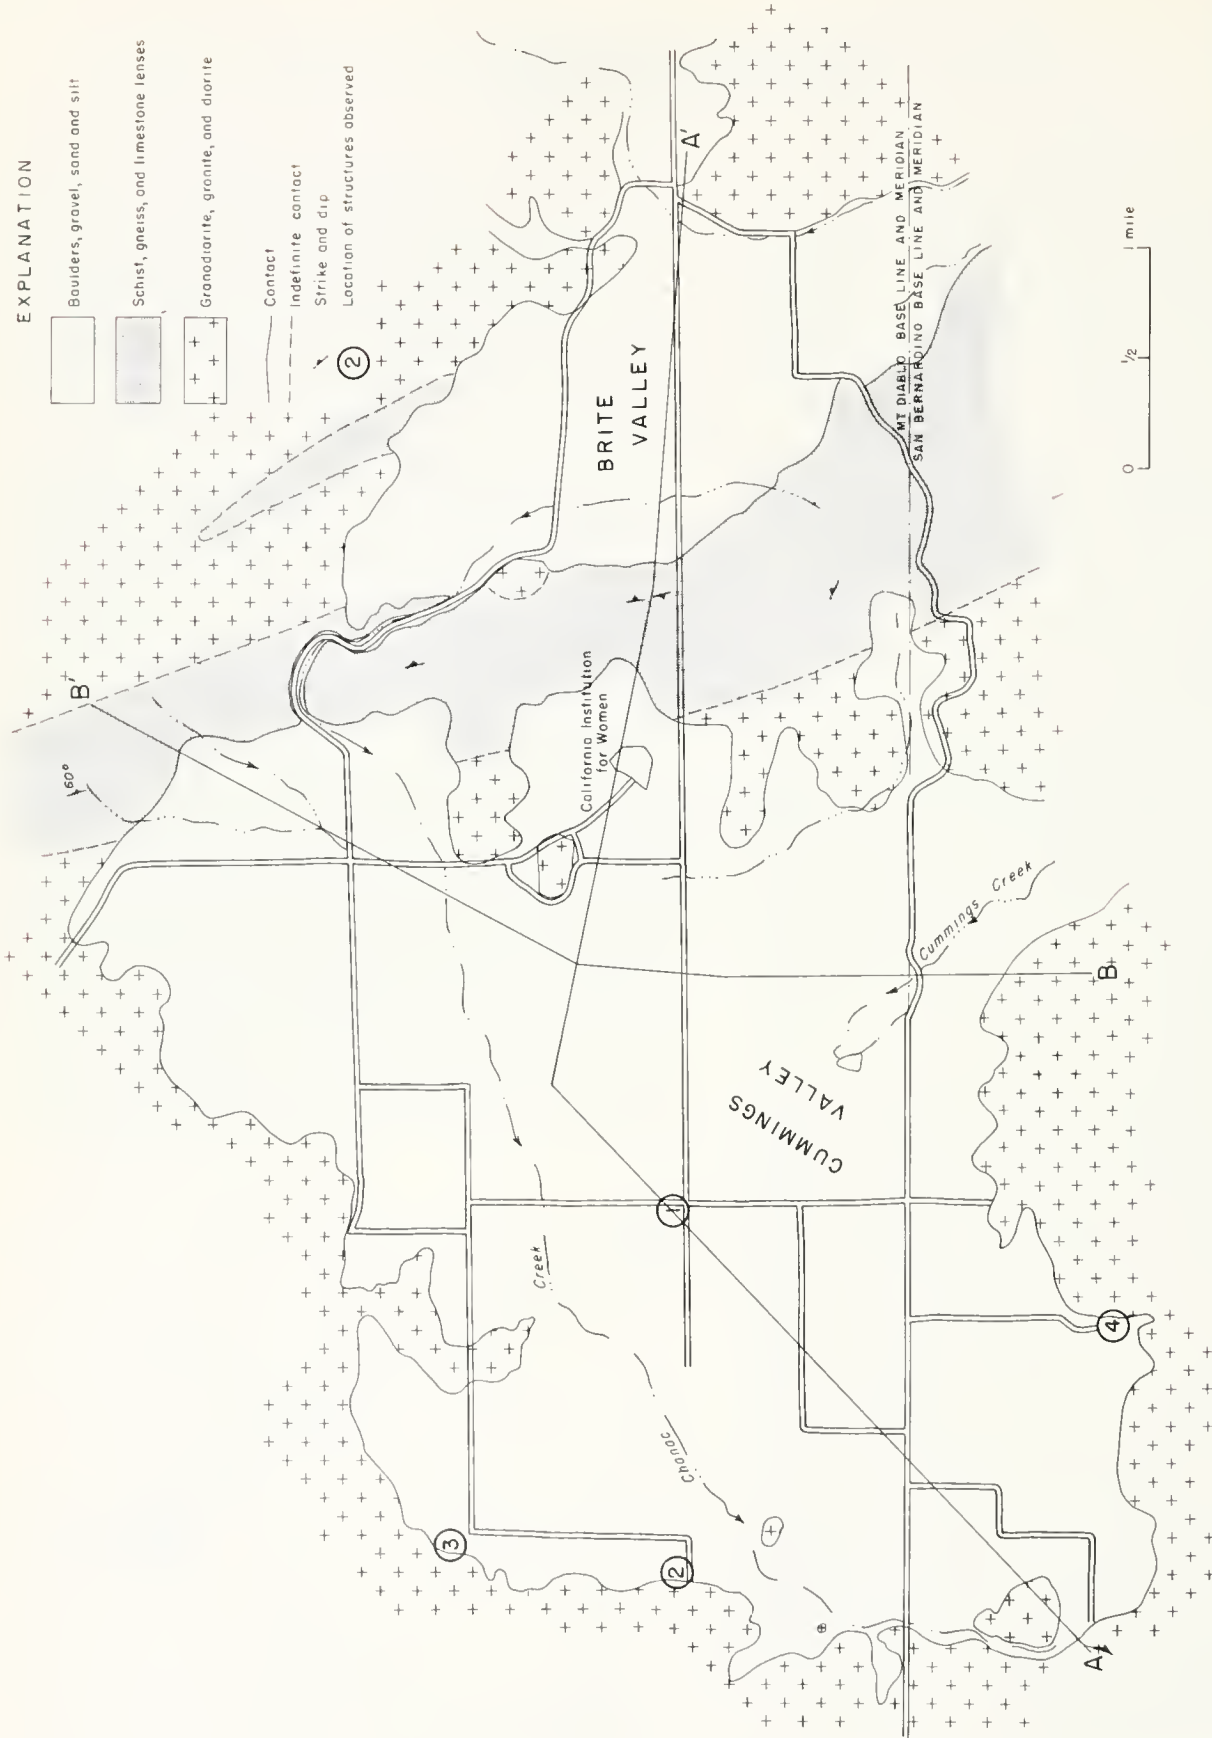 EXPLANATION
Boulders, gravel, sand and silt
Schist, gneiss, and limestone lenses
Granodiorite, granite, and diorite
Contact
Indefinite contact
Strike and dip
② Location of structures observed
B'
60°
A'
BRITE
VALLEY
California Institution
for Women
MT DIABLO BASE LINE AND MERIDIAN
SAN BERNARDINO BASE LINE AND MERIDIAN
0 1/2 1 mile
Cummings Creek
B
CUMMINGS
VALLEY
①
Creek
Chanac
③
②
④
A